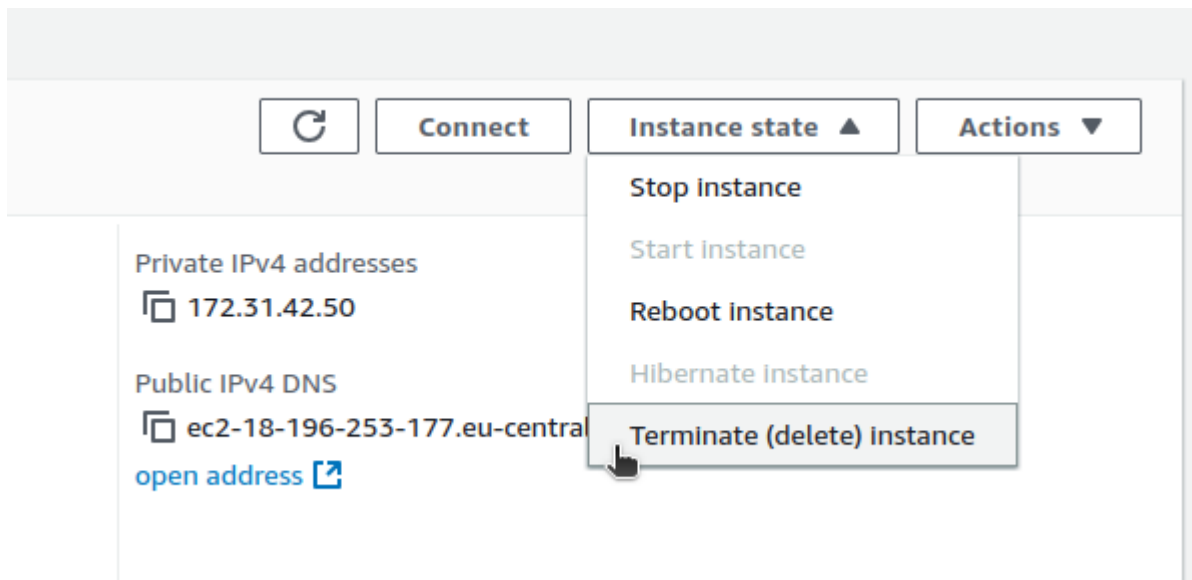 Connect
Instance state
Actions
Stop instance
Start instance
Reboot instance
Hibernate instance
Terminate (delete) instance
Private IPv4 addresses
172.31.42.50
Public IPv4 DNS
ec2-18-196-253-177.eu-central
open address